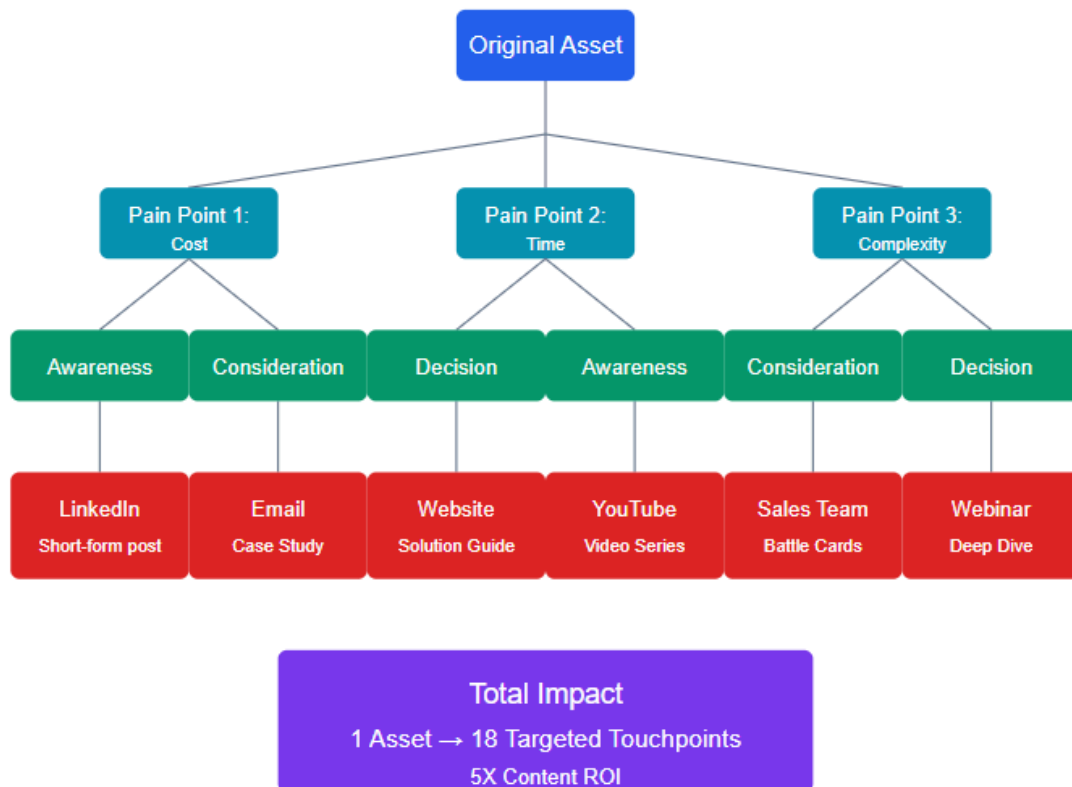 Original Asset
Pain Point 1:
Cost
Pain Point 2:
Time
Pain Point 3:
Complexity
Awareness
Consideration
Decision
Awareness
Consideration
Decision
LinkedIn
Short-form post
Email
Case Study
Website
Solution Guide
YouTube
Video Series
Sales Team
Battle Cards
Webinar
Deep Dive
Total Impact
1 Asset → 18 Targeted Touchpoints
5X Content ROI